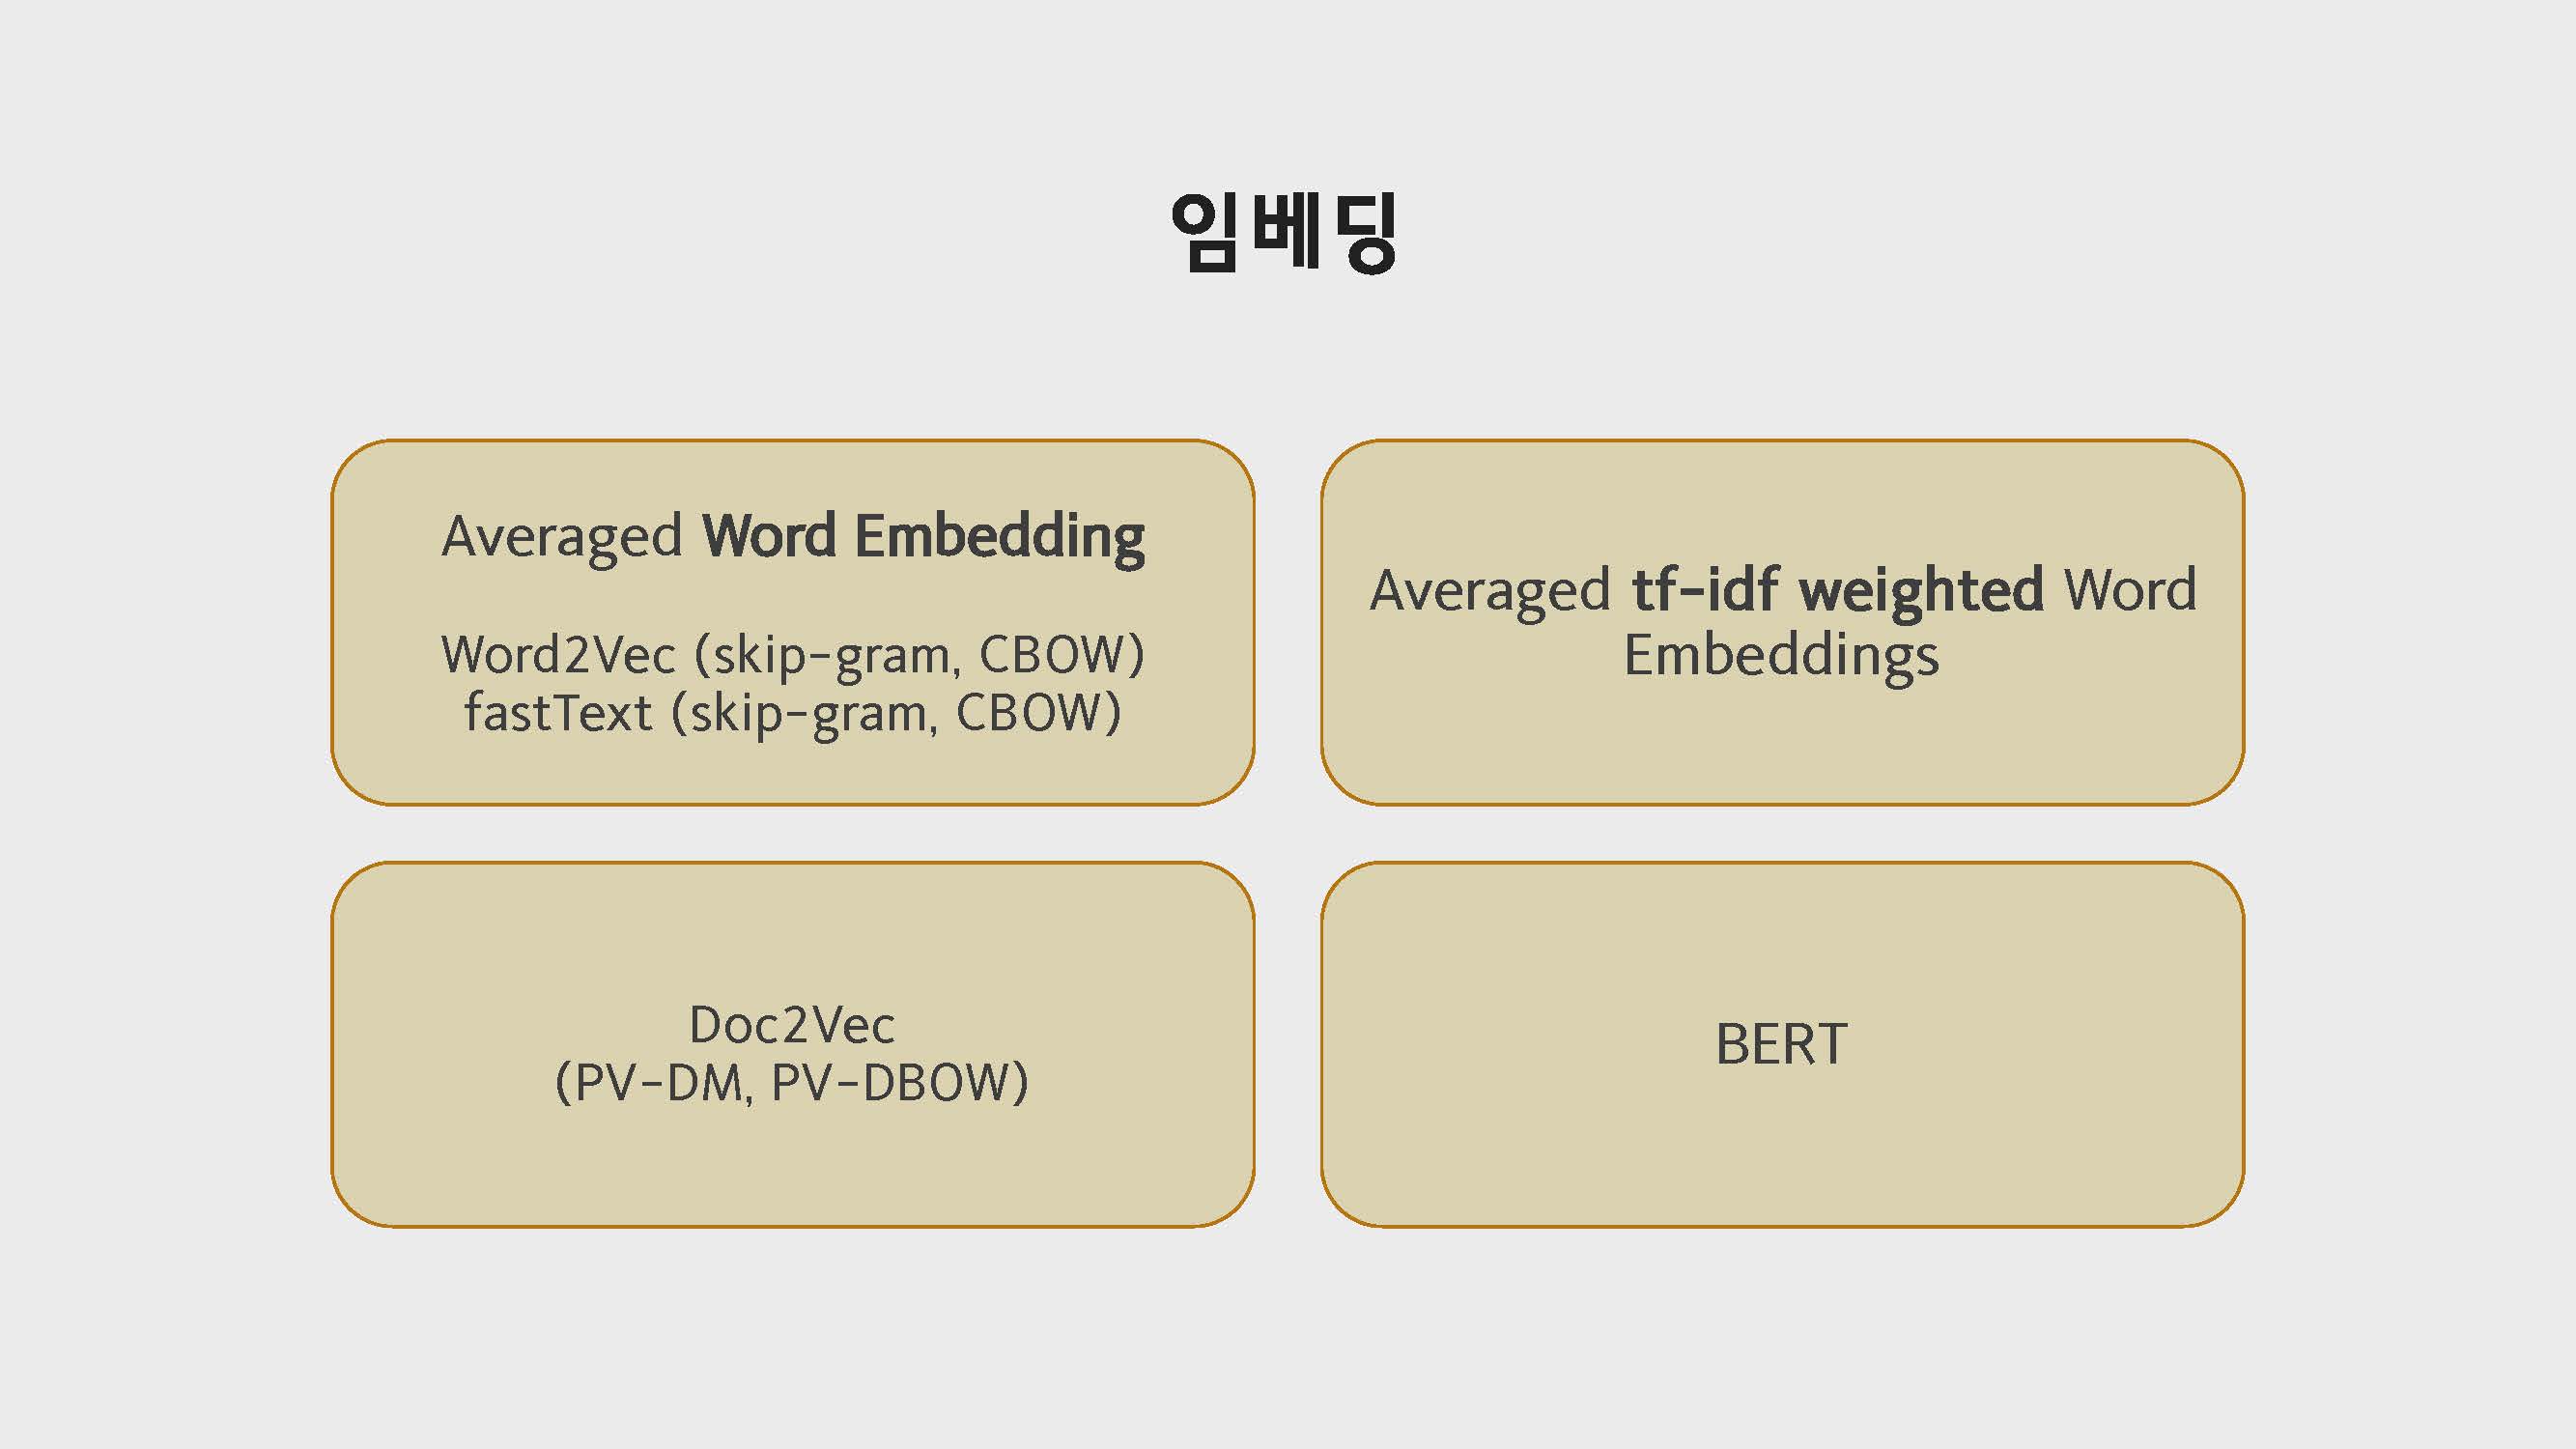 임베딩
Averaged Word Embedding
Word2Vec (skip-gram, CBOW)
fastText (skip-gram, CBOW)
Averaged tf-idf weighted Word
Embeddings
Doc2Vec
(PV-DM, PV-DBOW)
BERT